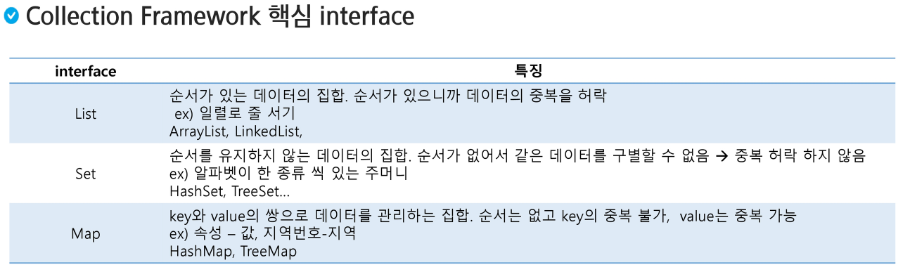 Collection Framework 핵심 interface
interface 특징
List
순서가 있는 데이터의 집합. 순서가 있으니까 데이터의 중복을 허락
ex) 일렬로 줄 서기
ArrayList, LinkedList,
Set
순서를 유지하지 않는 데이터의 집합. 순서가 없어서 같은 데이터를 구별할 수 없음 → 중복 허락 하지 않음
ex) 알파벳이 한 종류 씩 있는 주머니
HashSet, TreeSet...
Map
key와 value의 쌍으로 데이터를 관리하는 집합. 순서는 없고 key의 중복 불가, value는 중복 가능
ex) 속성 – 값, 지역번호-지역
HashMap, TreeMap